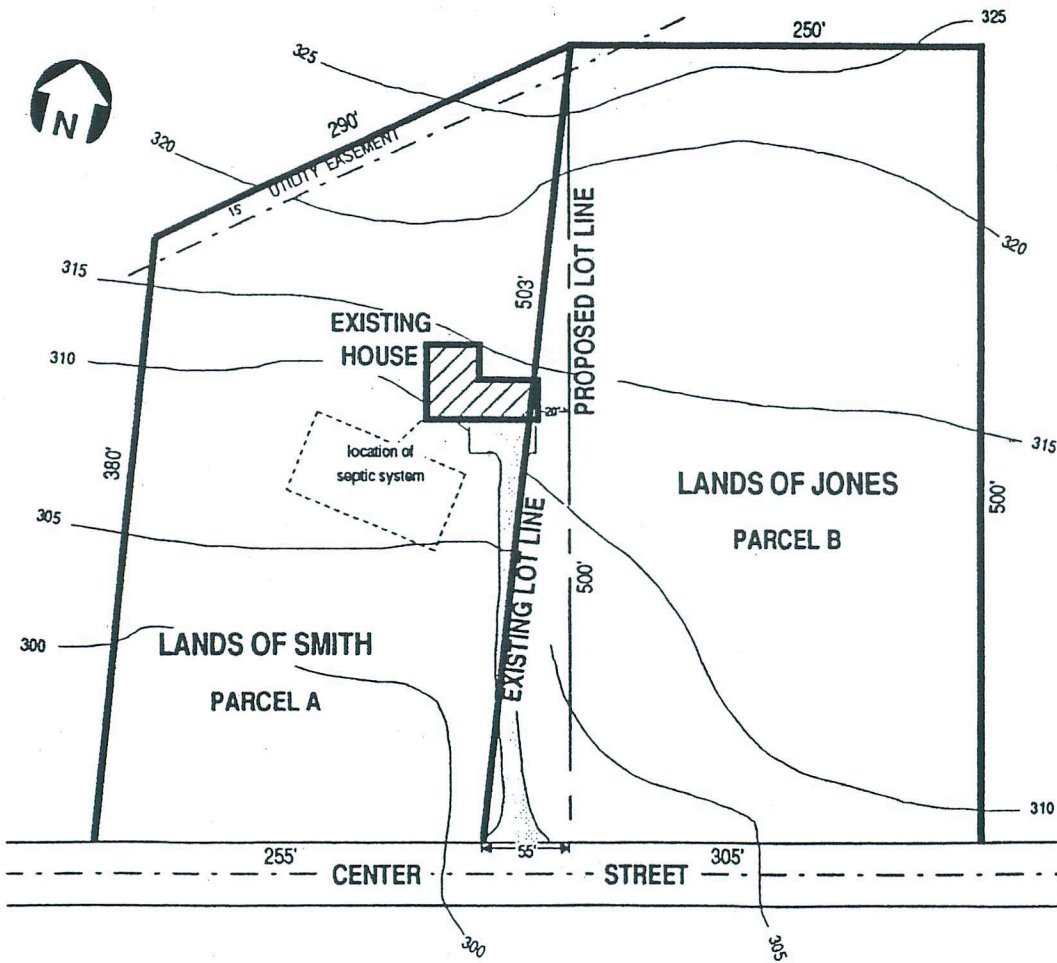 250'
325
325
N
290'
320
UTILITY EASEMENT
15'
320
315
503'
PROPOSED LOT LINE
EXISTING
HOUSE
310
20'
315
location of
septic system
380'
LANDS OF JONES
PARCEL B
500'
305
EXISTING LOT LINE
500'
300
LANDS OF SMITH
PARCEL A
310
255'
55'
305'
CENTER STREET
300
305